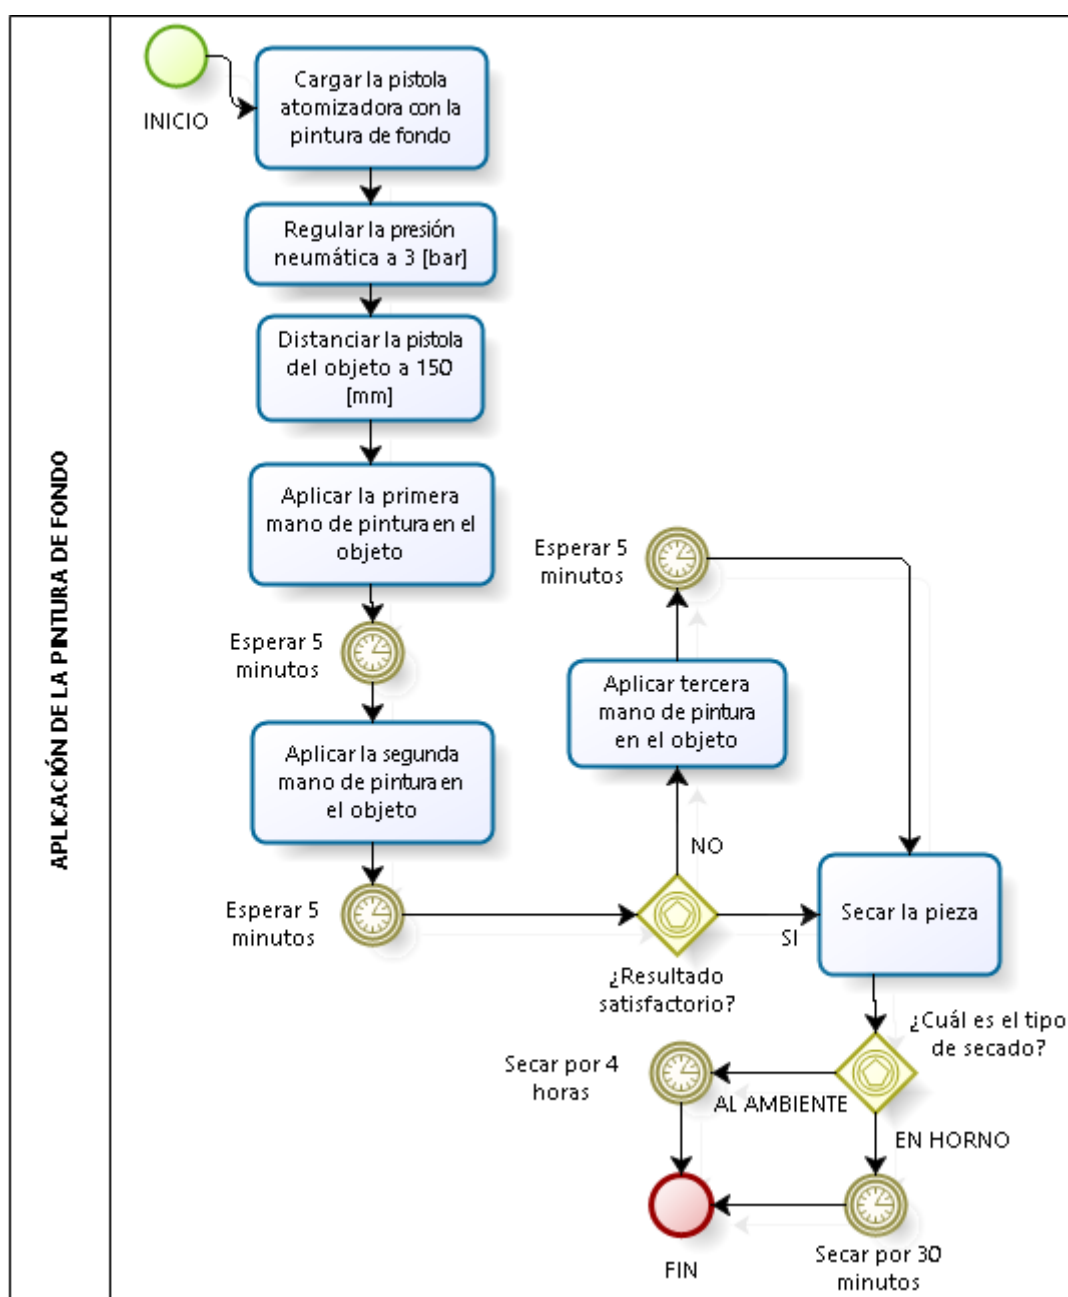 APLICACIÓN DE LA PINTURA DE FONDO
INICIO
Cargar la pistola
atomizadora con la
pintura de fondo
Regular la presión
neumática a 3 [bar]
Distanciar la pistola
del objeto a 150
[mm]
Aplicar la primera
mano de pintura en el
objeto
Esperar 5
minutos
Aplicar la segunda
mano de pintura en
el objeto
Esperar 5
minutos
¿Resultado
satisfactorio?
NO
Aplicar tercera
mano de pintura
en el objeto
Esperar 5
minutos
SI
Secar la pieza
¿Cuál es el tipo
de secado?
AL AMBIENTE
Secar por 4
horas
EN HORNO
Secar por 30
minutos
FIN